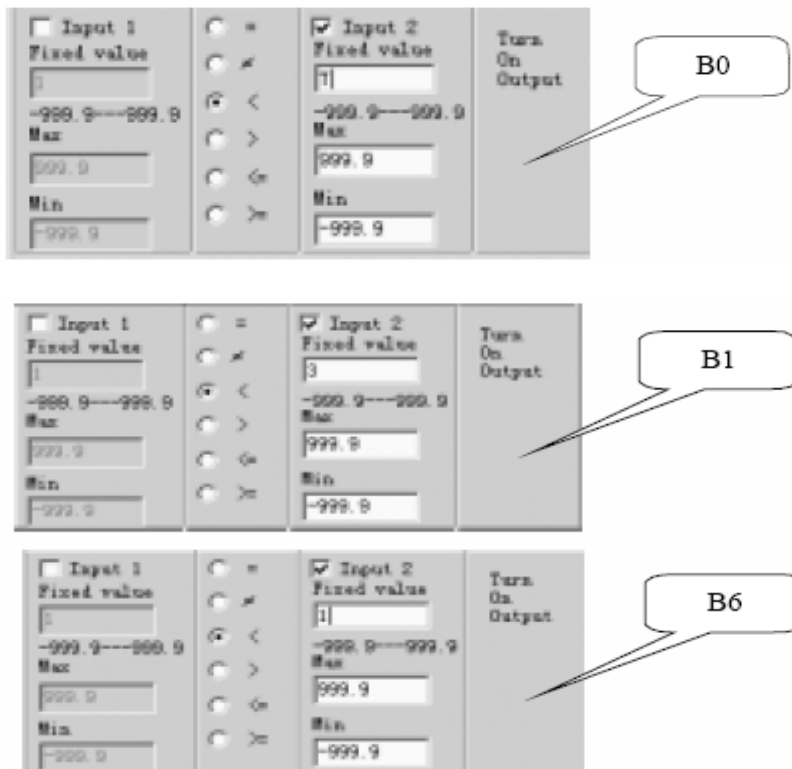 Input 1
Fixed value
1
-999.9---999.9
Max
999.9
Min
-999.9
=
≠
<
>
<=
>=
Input 2
Fixed value
-999.9---999.9
Max
999.9
Min
-999.9
Turn
On
Output
B0
Input 1
Fixed value
1
-999.9---999.9
Max
999.9
Min
-999.9
=
≠
<
>
<=
>=
Input 2
Fixed value
3
-999.9---999.9
Max
999.9
Min
-999.9
Turn
On
Output
B1
Input 1
Fixed value
1
-999.9---999.9
Max
999.9
Min
-999.9
=
≠
<
>
<=
>=
Input 2
Fixed value
1
-999.9---999.9
Max
999.9
Min
-999.9
Turn
On
Output
B6